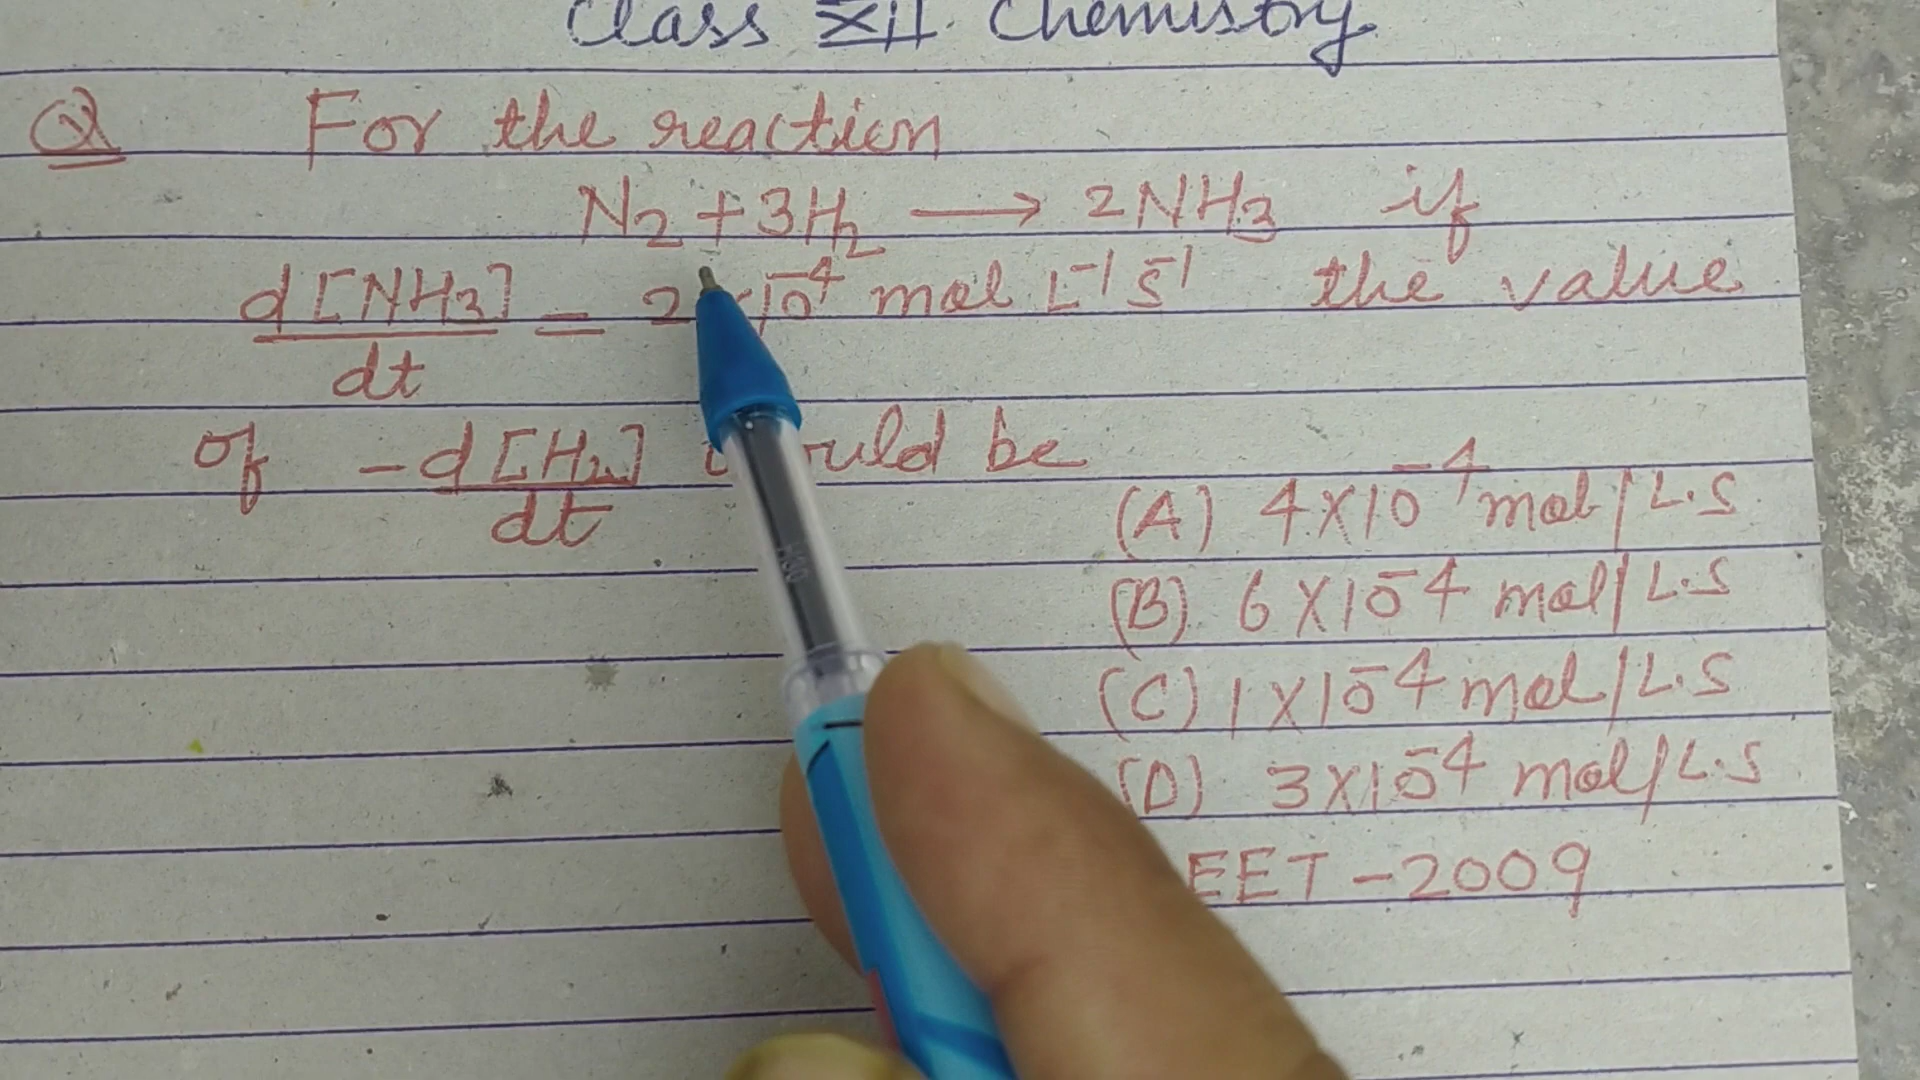 Class XII Chemistry
Q For the reaction
N₂ + 3H₂ → 2NH₃ if
d[NH₃]/dt = 2×10⁻⁴ mol L⁻¹ S⁻¹ the value
of -d[H₂]/dt would be
(A) 4×10⁻⁴ mol/L.S
(B) 6×10⁻⁴ mol/L.S
(C) 1×10⁻⁴ mol/L.S
(D) 3×10⁻⁴ mol/L.S
EET-2009